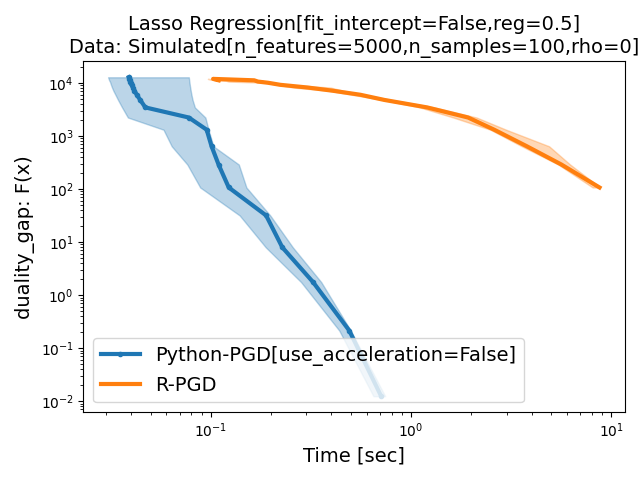 Lasso Regression[fit_intercept=False,reg=0.5]
Data: Simulated[n_features=5000,n_samples=100,rho=0]
duality_gap: F(x)
10^4
10^3
10^2
10^1
10^0
10^-1
10^-2
Python-PGD[use_acceleration=False]
R-PGD
10^-1 10^0 10^1
Time [sec]